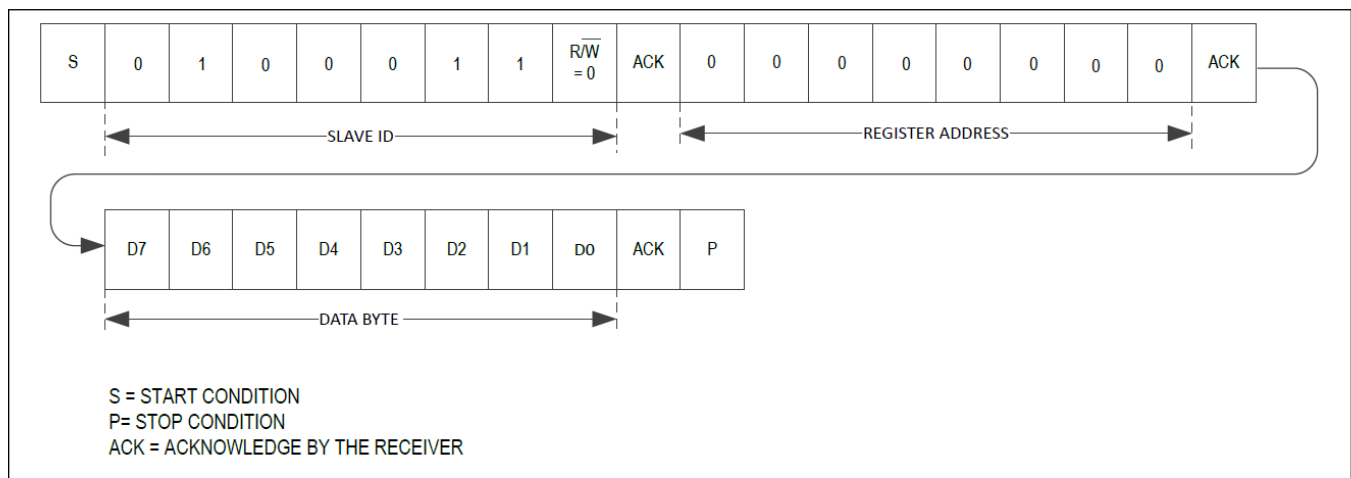 S 0 1 0 0 0 1 1 R/W̅ = 0 ACK 0 0 0 0 0 0 0 0 ACK
SLAVE ID REGISTER ADDRESS
D7 D6 D5 D4 D3 D2 D1 D0 ACK P
DATA BYTE
S = START CONDITION
P= STOP CONDITION
ACK = ACKNOWLEDGE BY THE RECEIVER